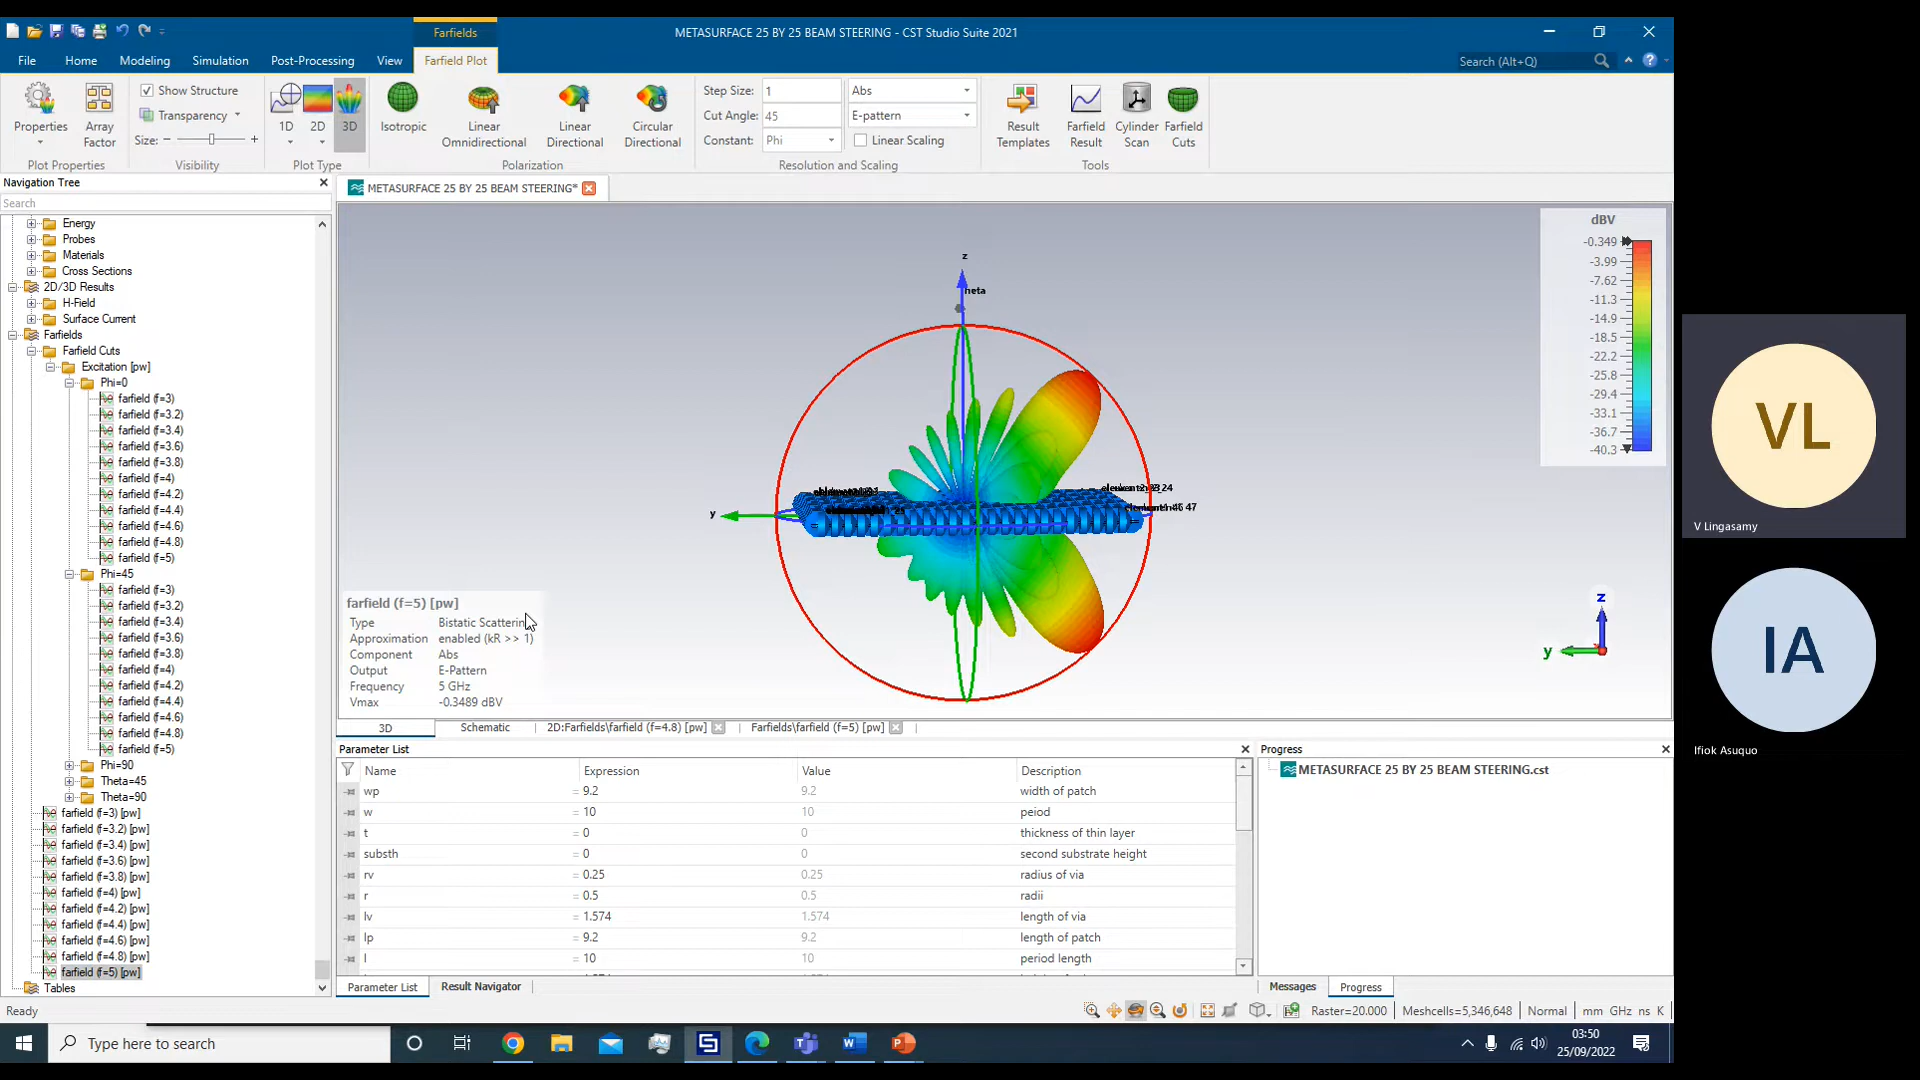 Farfields
METASURFACE 25 BY 25 BEAM STEERING - CST Studio Suite 2021
File Home Modeling Simulation Post-Processing View Farfield Plot
Search (Alt+Q)
Properties
Array Factor
Show Structure
Transparency
Size: - +
1D 2D 3D
Isotropic
Linear Omnidirectional
Linear Directional
Circular Directional
Step Size: 1 Abs
Cut Angle: 45 E-pattern
Constant: Phi Linear Scaling
Result Templates
Farfield Result
Cylinder Scan
Farfield Cuts
Plot Properties Visibility Plot Type Polarization Resolution and Scaling Tools
Navigation Tree
Search
Energy
Probes
Materials
Cross Sections
2D/3D Results
H-Field
Surface Current
Farfields
Farfield Cuts
Excitation [pw]
Phi=0
farfield (f=3)
farfield (f=3.2)
farfield (f=3.4)
farfield (f=3.6)
farfield (f=3.8)
farfield (f=4)
farfield (f=4.2)
farfield (f=4.4)
farfield (f=4.6)
farfield (f=4.8)
farfield (f=5)
Phi=45
farfield (f=3)
farfield (f=3.2)
farfield (f=3.4)
farfield (f=3.6)
farfield (f=3.8)
farfield (f=4)
farfield (f=4.2)
farfield (f=4.4)
farfield (f=4.6)
farfield (f=4.8)
farfield (f=5)
Phi=90
Theta=45
Theta=90
farfield (f=3) [pw]
farfield (f=3.2) [pw]
farfield (f=3.4) [pw]
farfield (f=3.6) [pw]
farfield (f=3.8) [pw]
farfield (f=4) [pw]
farfield (f=4.2) [pw]
farfield (f=4.4) [pw]
farfield (f=4.6) [pw]
farfield (f=4.8) [pw]
farfield (f=5) [pw]
Tables
METASURFACE 25 BY 25 BEAM STEERING*
z
heta
y
dBV
-0.349
-3.99
-7.62
-11.3
-14.9
-18.5
-22.2
-25.8
-29.4
-33.1
-36.7
-40.3
z
y
farfield (f=5) [pw]
Type Bistatic Scattering
Approximation enabled (kR >> 1)
Component Abs
Output E-Pattern
Frequency 5 GHz
Vmax -0.3489 dBV
3D Schematic 2D:Farfields\farfield (f=4.8) [pw] Farfields\farfield (f=5) [pw]
Parameter List
Name Expression Value Description
wp = 9.2 9.2 width of patch
w = 10 10 peiod
t = 0 0 thickness of thin layer
substh = 0 0 second substrate height
rv = 0.25 0.25 radius of via
r = 0.5 0.5 radii
lv = 1.574 1.574 length of via
lp = 9.2 9.2 length of patch
l = 10 10 period length
Parameter List Result Navigator
Progress
METASURFACE 25 BY 25 BEAM STEERING.cst
Messages Progress
Ready
Raster=20.000 Meshcells=5,346,648 Normal mm GHz ns K
Type here to search
03:50
25/09/2022
VL
V Lingasamy
IA
Ifiok Asuquo